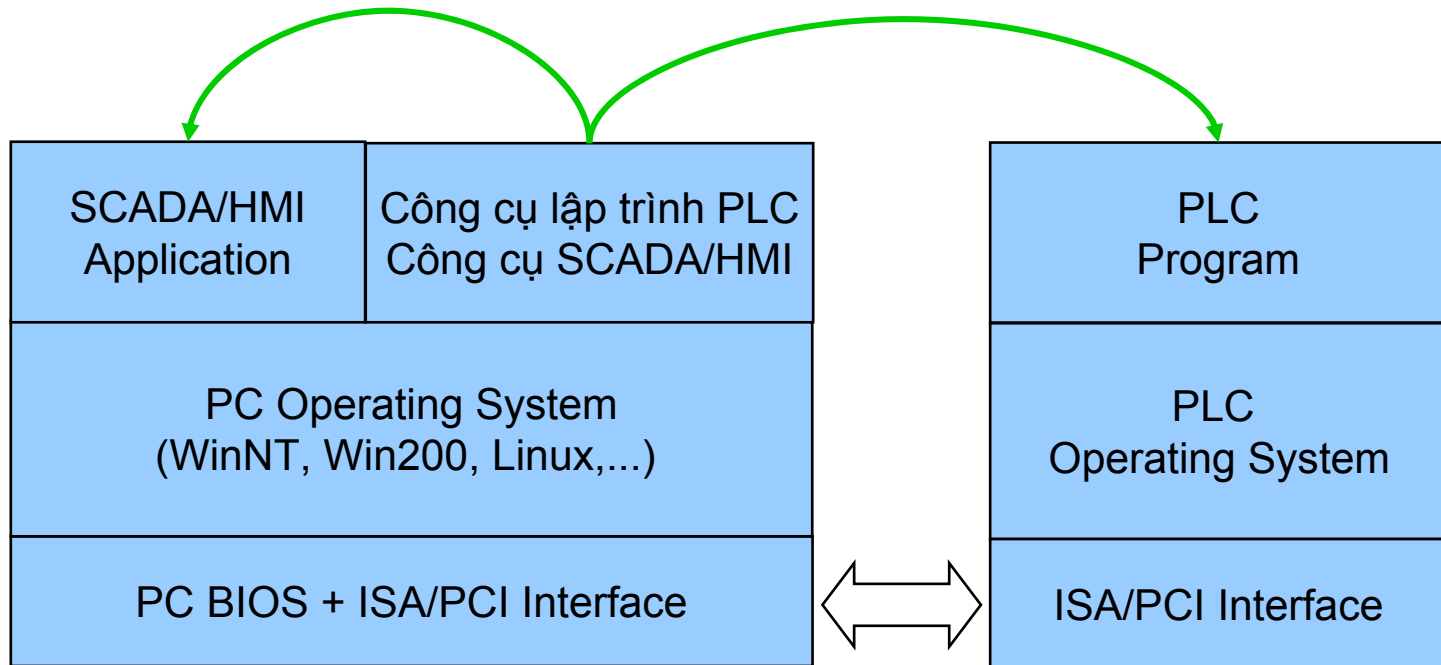 SCADA/HMI
Application
Công cụ lập trình PLC
Công cụ SCADA/HMI
PLC
Program
PC Operating System
(WinNT, Win200, Linux,...)
PLC
Operating System
PC BIOS + ISA/PCI Interface
ISA/PCI Interface